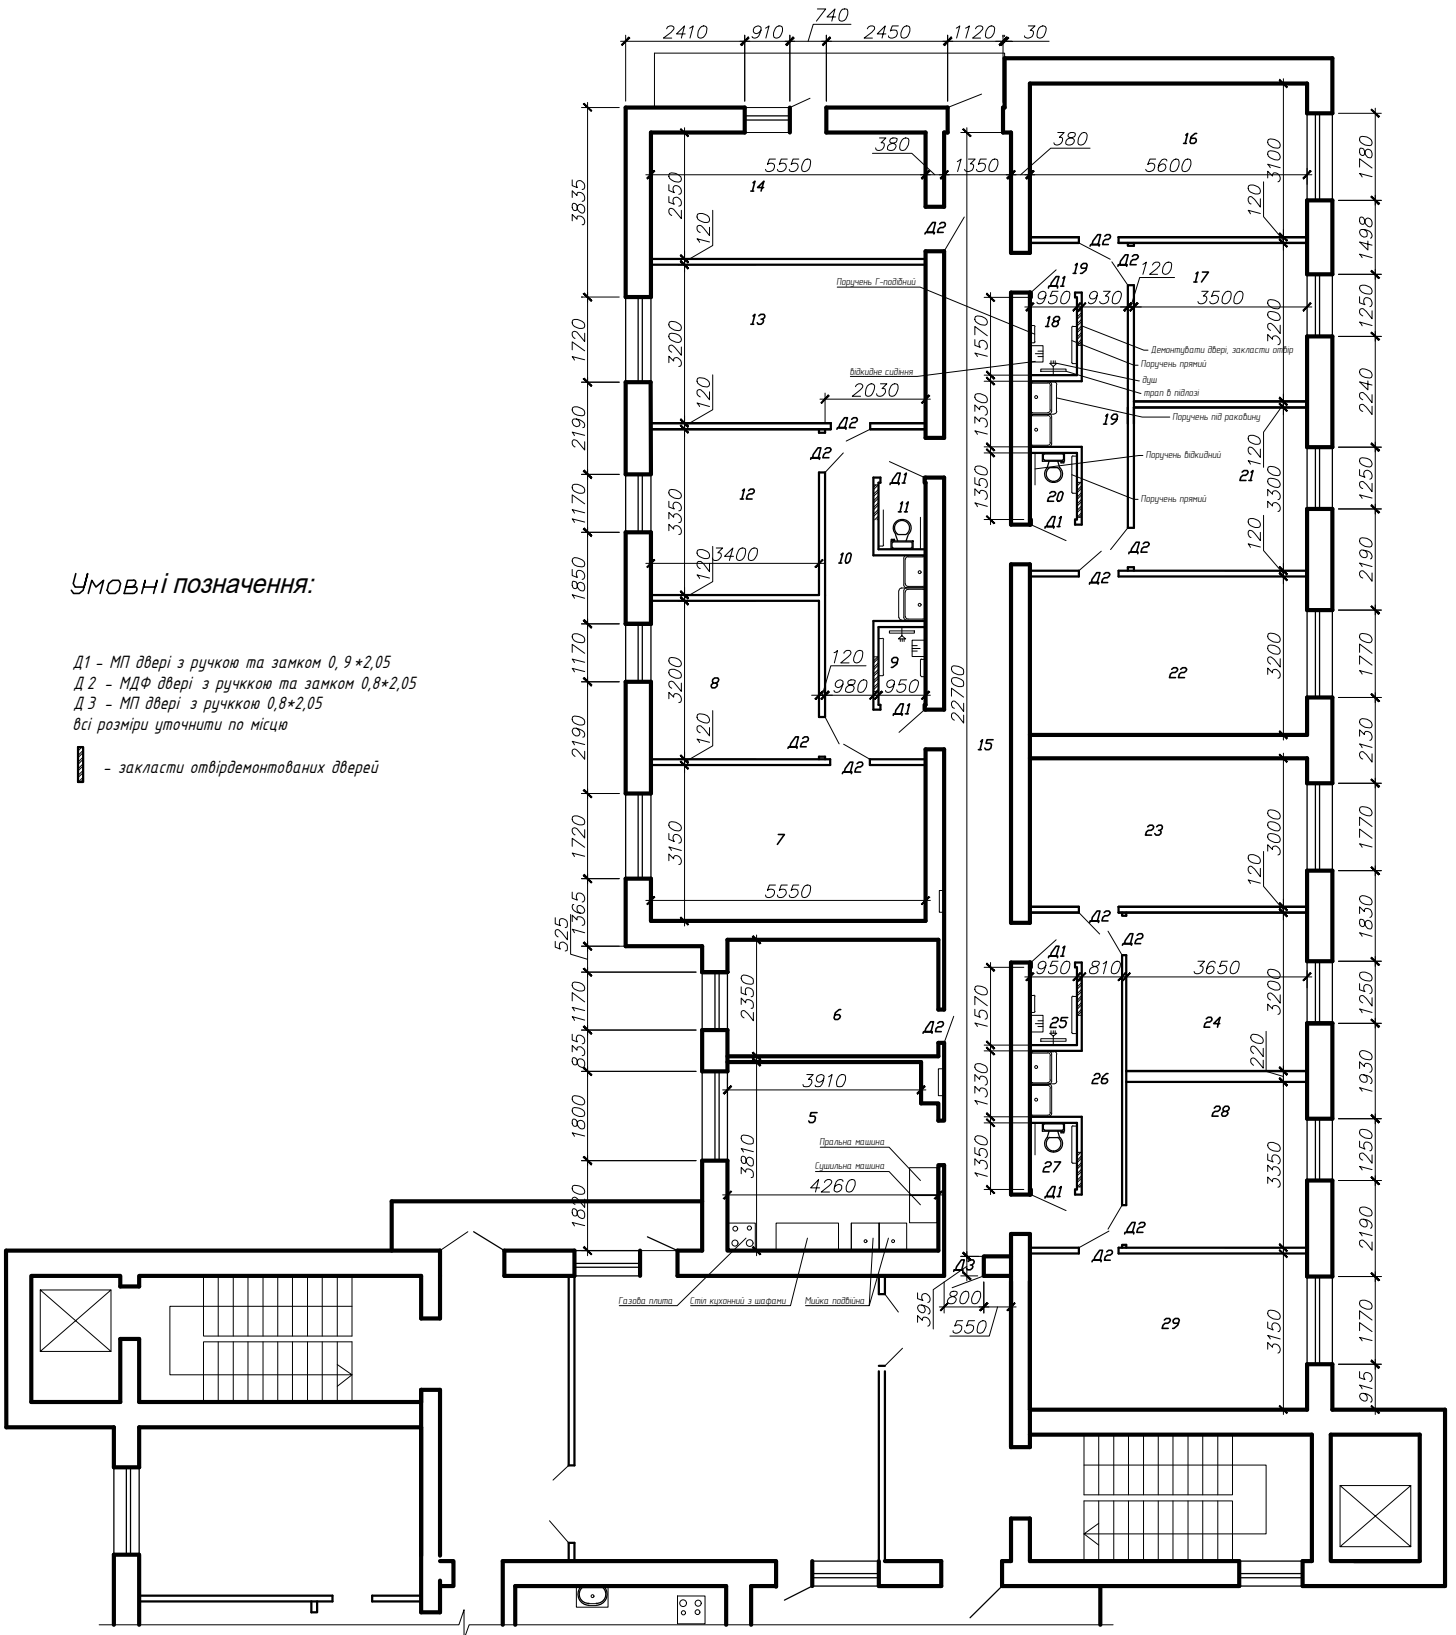 740
2410 910 2450 1120 30
380 1350 380
5550 5600
14 16
2550 3100 1780
3835
120 120
Д2 Д2 1498
Д2
19 17
Д1 120
Поручень Г-подібний
950 930 3500
13 18 1250
1720 3200 1570 3200
Демонтувати двері, закласти отвір
Поручень прямий
відкидне сидіння
душ
трап в підлозі
120 2030 2240
1330 19
Поручень під раковину
2190 Д2
Д2 120
Поручень відкидний
Д1 21
12 11 1350 20 3300 1250
1170 3350 Поручень прямий
Д1
120
10 Д2
3400 Д2 2190
120
Умовні позначення:
1850
Д1 - МП двері з ручкою та замком 0,9*2,05
Д2 - МДФ двері з ручккою та замком 0,8*2,05
Д3 - МП двері з ручккою 0,8*2,05
всі розміри уточнити по місцю
- закласти отвірдемонтованих дверей
1170 3200 8 120 9 22700 22 3200 1770
980 950
Д1
2190 120 Д2 15 2130
Д2
1720 3150 7 23 3000 1770
5550 120
1365 Д2 1830
525 Д2
Д1
950 810 3650
1170 2350 6 1570 25 24 3200 1250
Д2
835 220
3910 1330 26 1930
1800 5 28
3810
Пральна машина
Сушильна машина
4260 1350 27 3350 1250
Д1
1820 Д2 2190
Д2
Д3
Газова плита Стіл кухонний з шафами Мийка подвійна
395 800
550
29 3150 1770
915